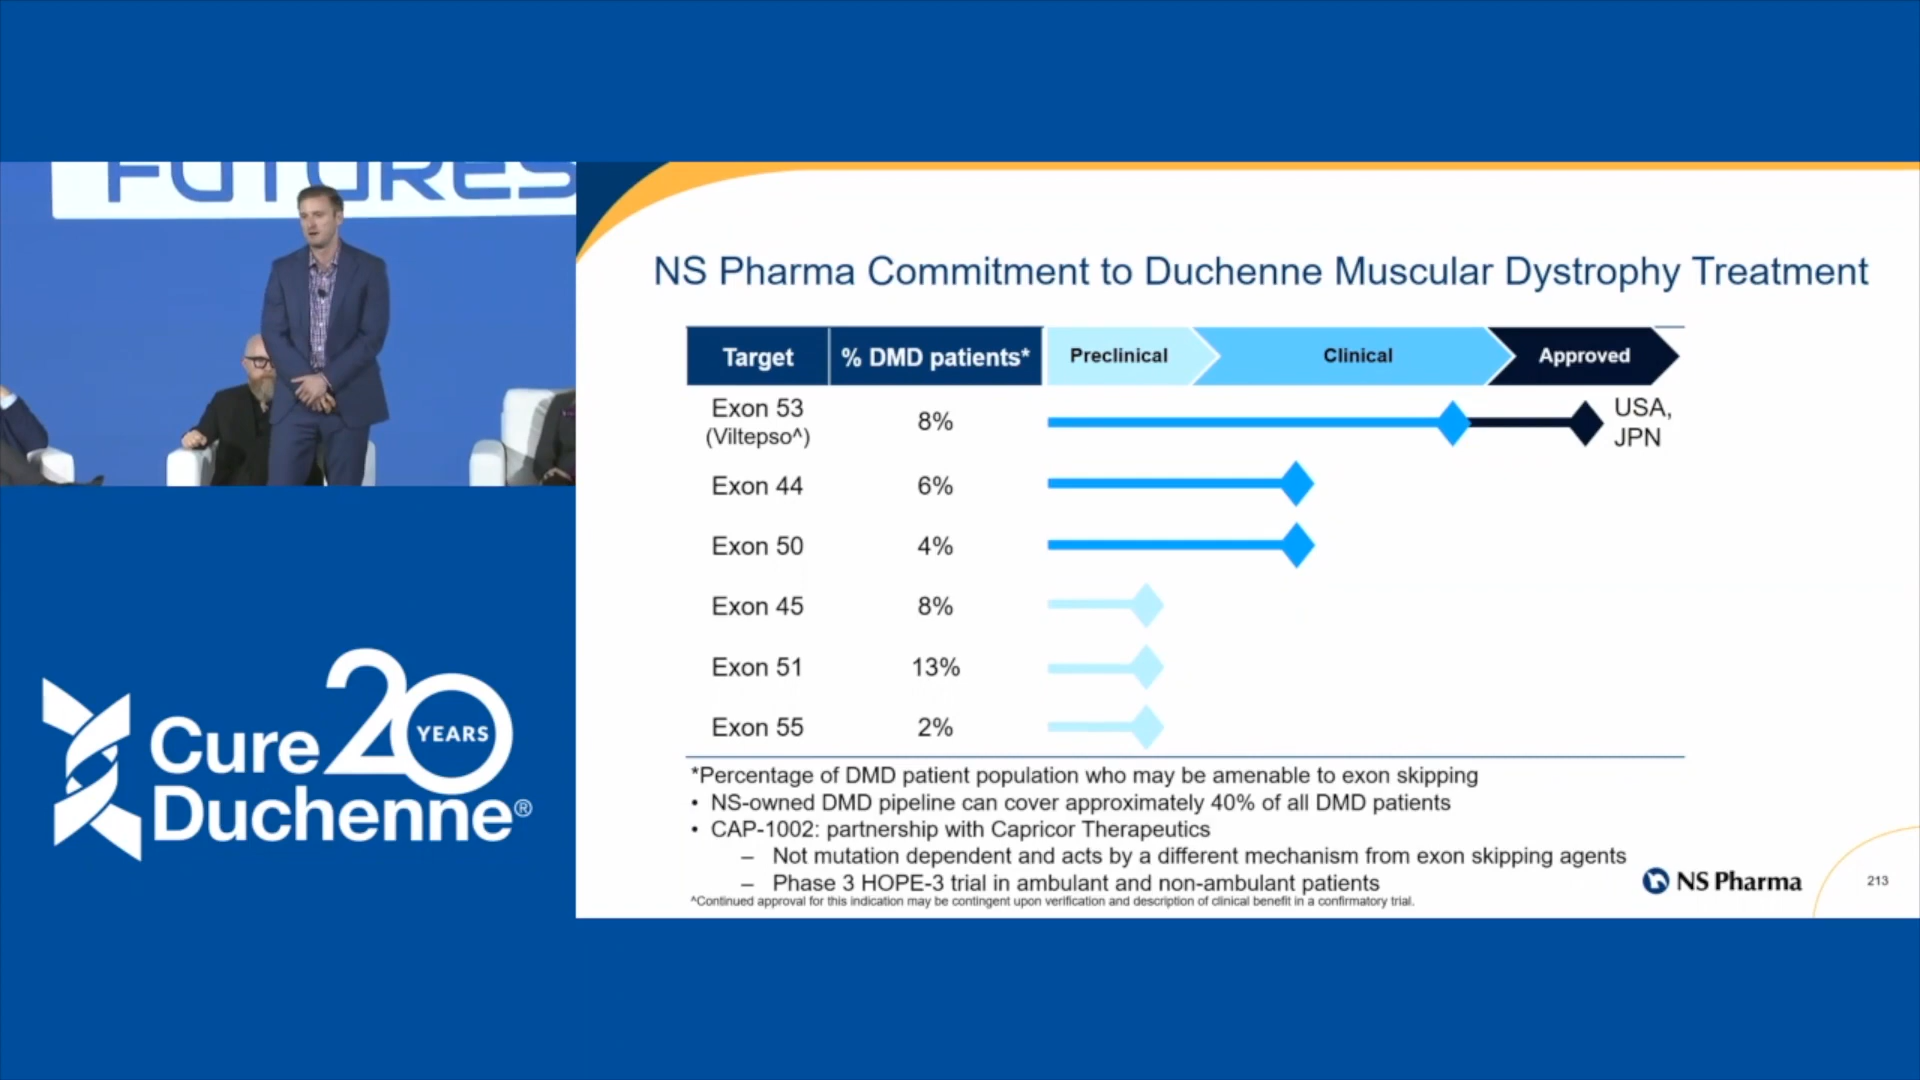 FUTURES
NS Pharma Commitment to Duchenne Muscular Dystrophy Treatment
Target % DMD patients* Preclinical Clinical Approved
Exon 53 (Viltepso^) 8% USA, JPN
Exon 44 6%
Exon 50 4%
Exon 45 8%
Exon 51 13%
Exon 55 2%
*Percentage of DMD patient population who may be amenable to exon skipping
• NS-owned DMD pipeline can cover approximately 40% of all DMD patients
• CAP-1002: partnership with Capricor Therapeutics
– Not mutation dependent and acts by a different mechanism from exon skipping agents
– Phase 3 HOPE-3 trial in ambulant and non-ambulant patients
^Continued approval for this indication may be contingent upon verification and description of clinical benefit in a confirmatory trial.
NS Pharma
213
Cure 20 YEARS
Duchenne®